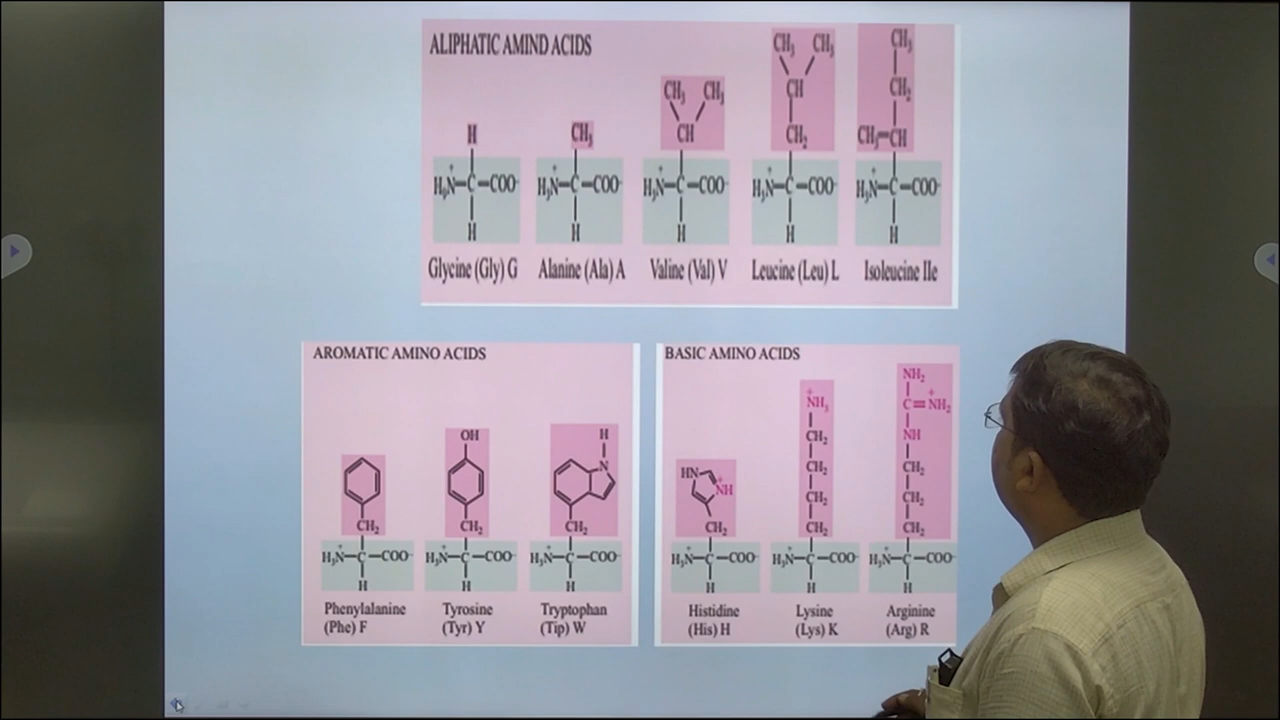 ALIPHATIC AMIND ACIDS
CH₃ CH₃ CH₃
CH₃ CH₃ CH CH₂
H CH₃ CH CH₂ CH₃–CH
H₃N⁺–C–COO⁻ H₃N⁺–C–COO⁻ H₃N⁺–C–COO⁻ H₃N⁺–C–COO⁻ H₃N⁺–C–COO⁻
H H H H H
Glycine (Gly) G Alanine (Ala) A Valine (Val) V Leucine (Leu) L Isoleucine Ile
AROMATIC AMINO ACIDS
OH H
N
CH₂ CH₂ CH₂
H₃N⁺–C–COO⁻ H₃N⁺–C–COO⁻ H₃N⁺–C–COO⁻
H H H
Phenylalanine Tyrosine Tryptophan
(Phe) F (Tyr) Y (Tip) W
BASIC AMINO ACIDS
NH₂
⁺NH₃ C=NH₂⁺
CH₂ NH
HN CH₂ CH₂
⁺NH CH₂ CH₂
CH₂ CH₂ CH₂
H₃N⁺–C–COO⁻ H₃N⁺–C–COO⁻ H₃N⁺–C–COO⁻
H H H
Histidine Lysine Arginine
(His) H (Lys) K (Arg) R